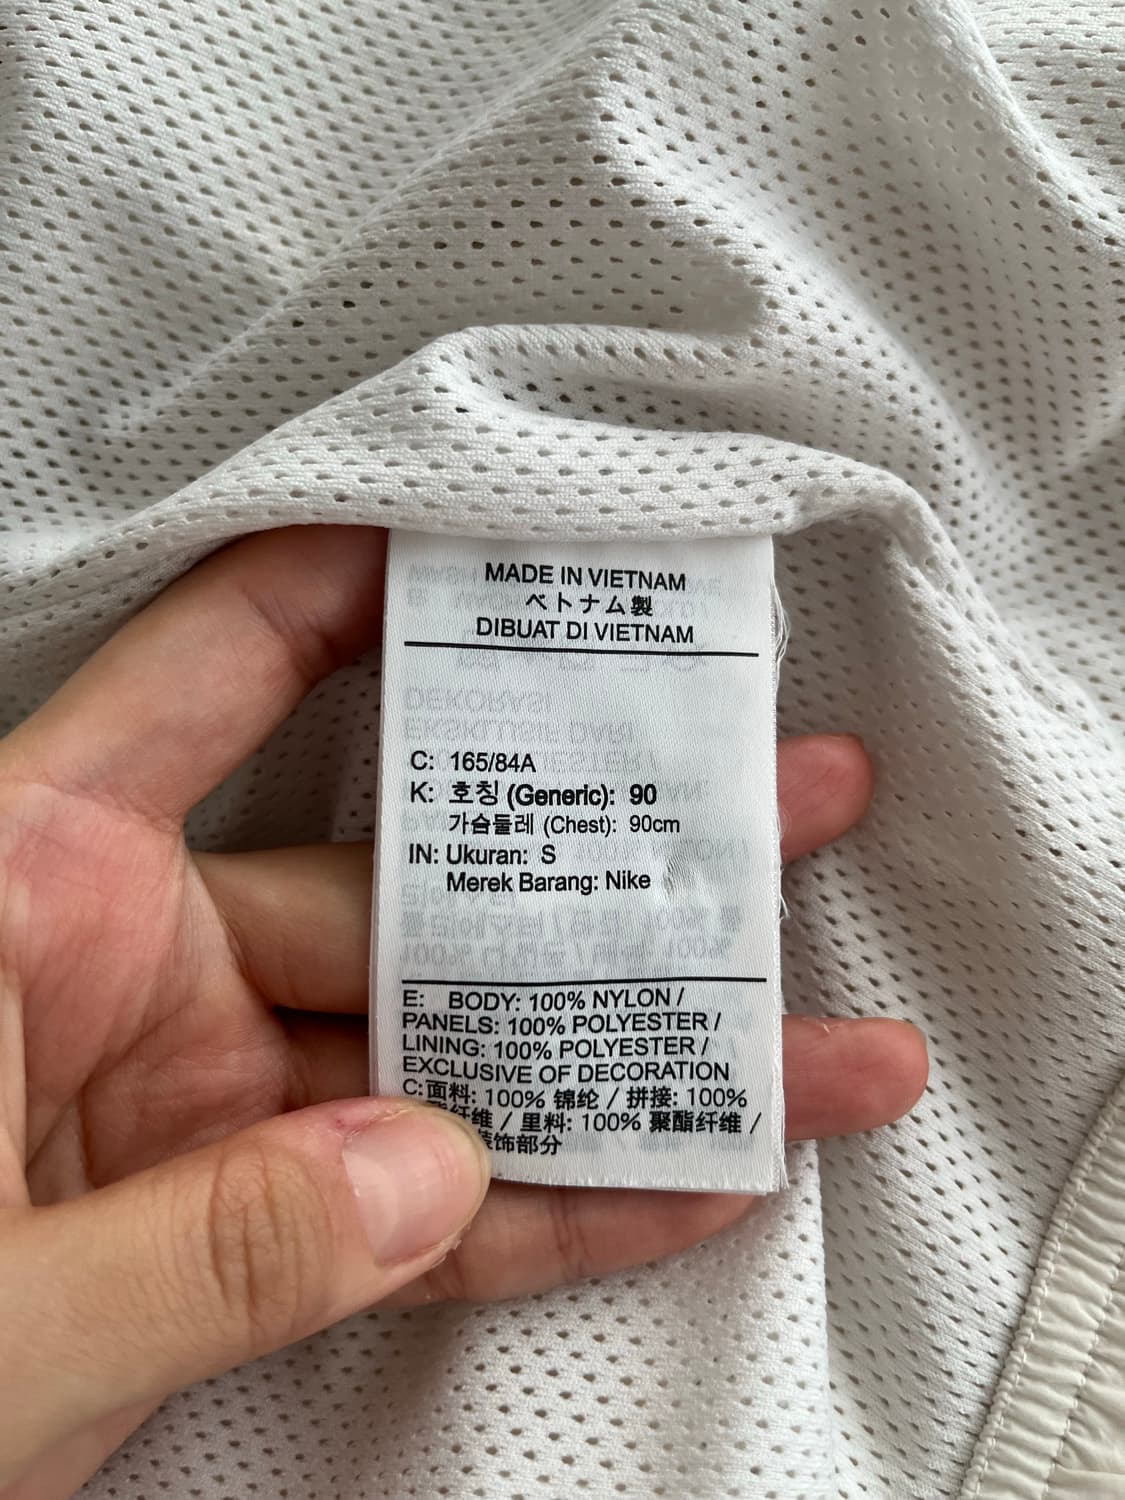 MADE IN VIETNAM
ベトナム製
DIBUAT DI VIETNAM
C: 165/84A
K: 호칭 (Generic): 90
가슴둘레 (Chest): 90cm
IN: Ukuran: S
Merek Barang: Nike
E: BODY: 100% NYLON /
PANELS: 100% POLYESTER /
LINING: 100% POLYESTER /
EXCLUSIVE OF DECORATION
C: 面料: 100% 锦纶 / 拼接: 100%
纤维 / 里料: 100% 聚酯纤维 /
饰部分